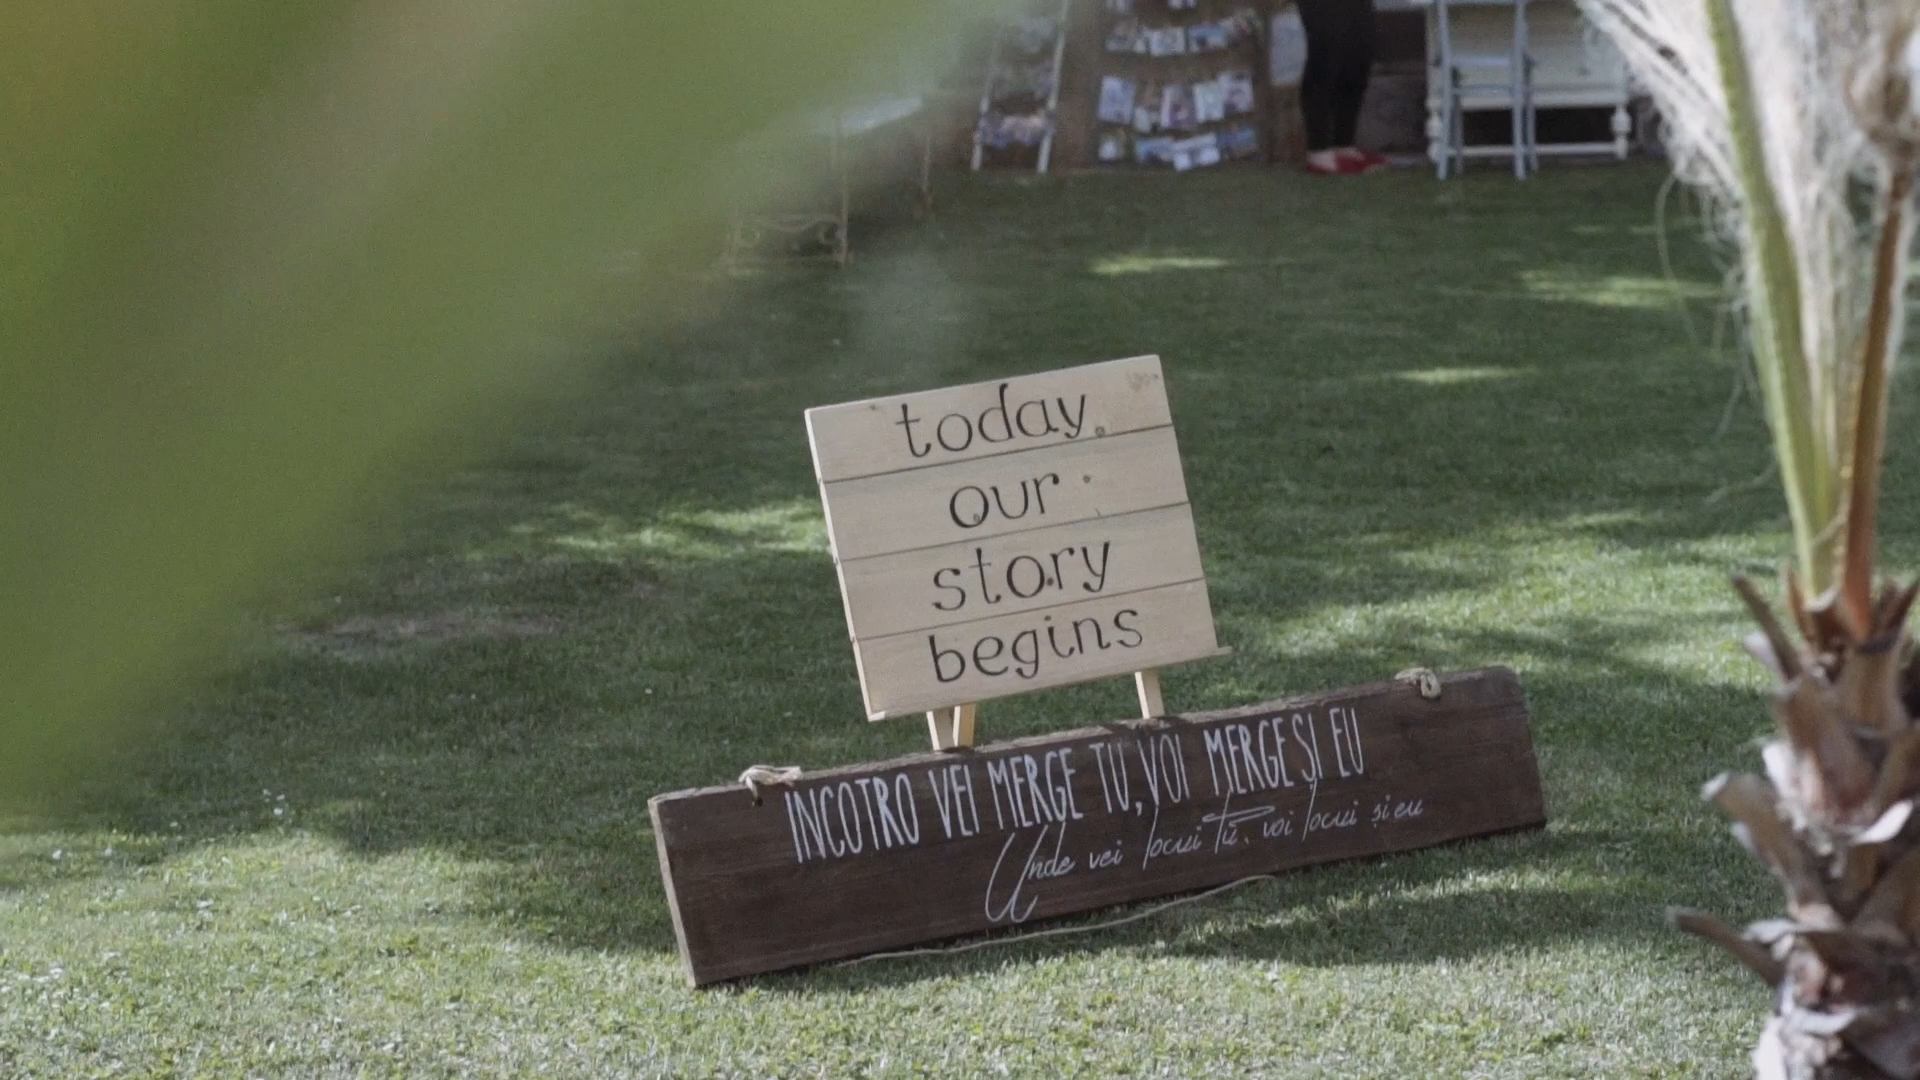 today
our
story
begins
INCOTRO VEI MERGE TU, VOI MERGE ȘI EU
Unde vei locui tu, voi locui și eu